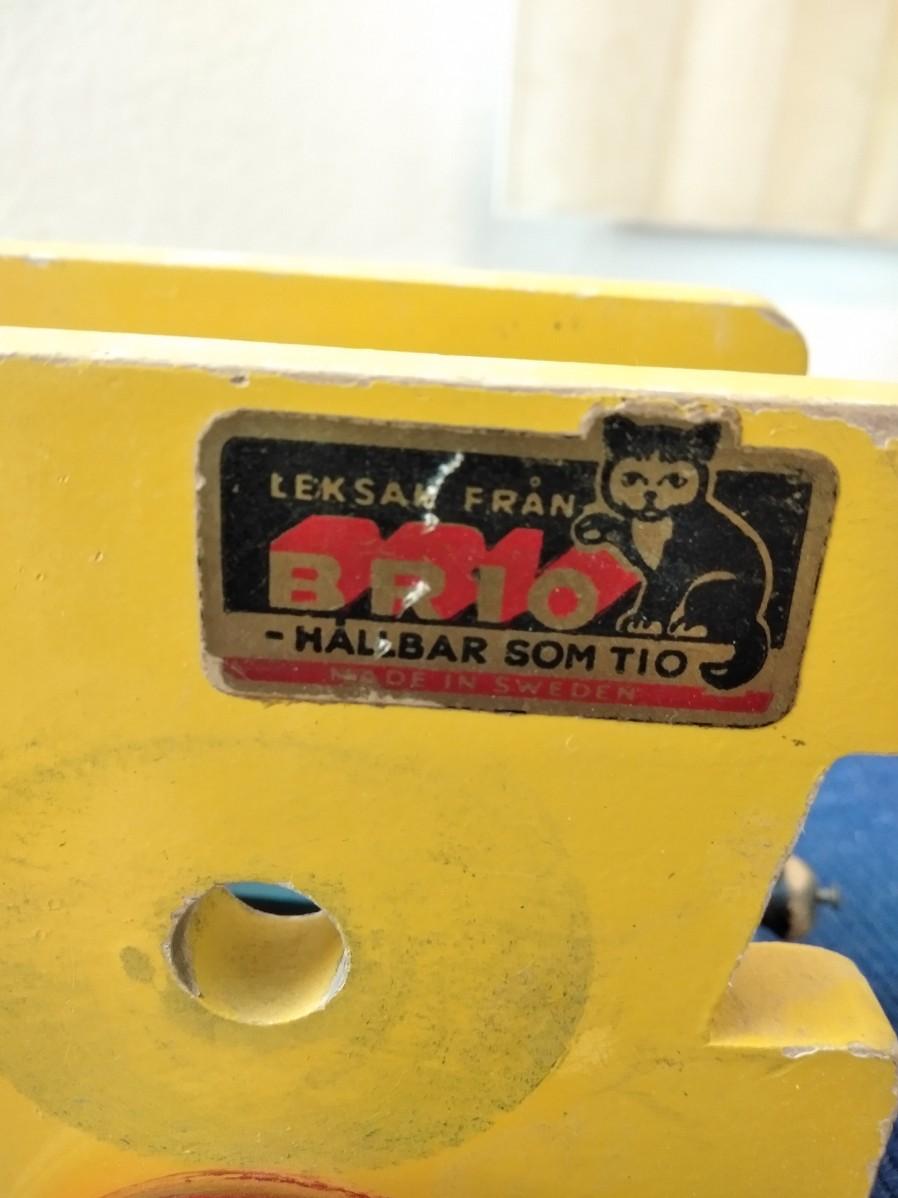 LEKSAK FRÅN
BRIO
- HÅLLBAR SOM TIO
MADE IN SWEDEN